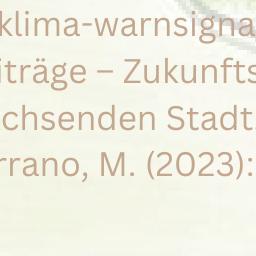 klima-warnsigna
iträge – Zukunfts
chsenden Stadt.
rrano, M. (2023):